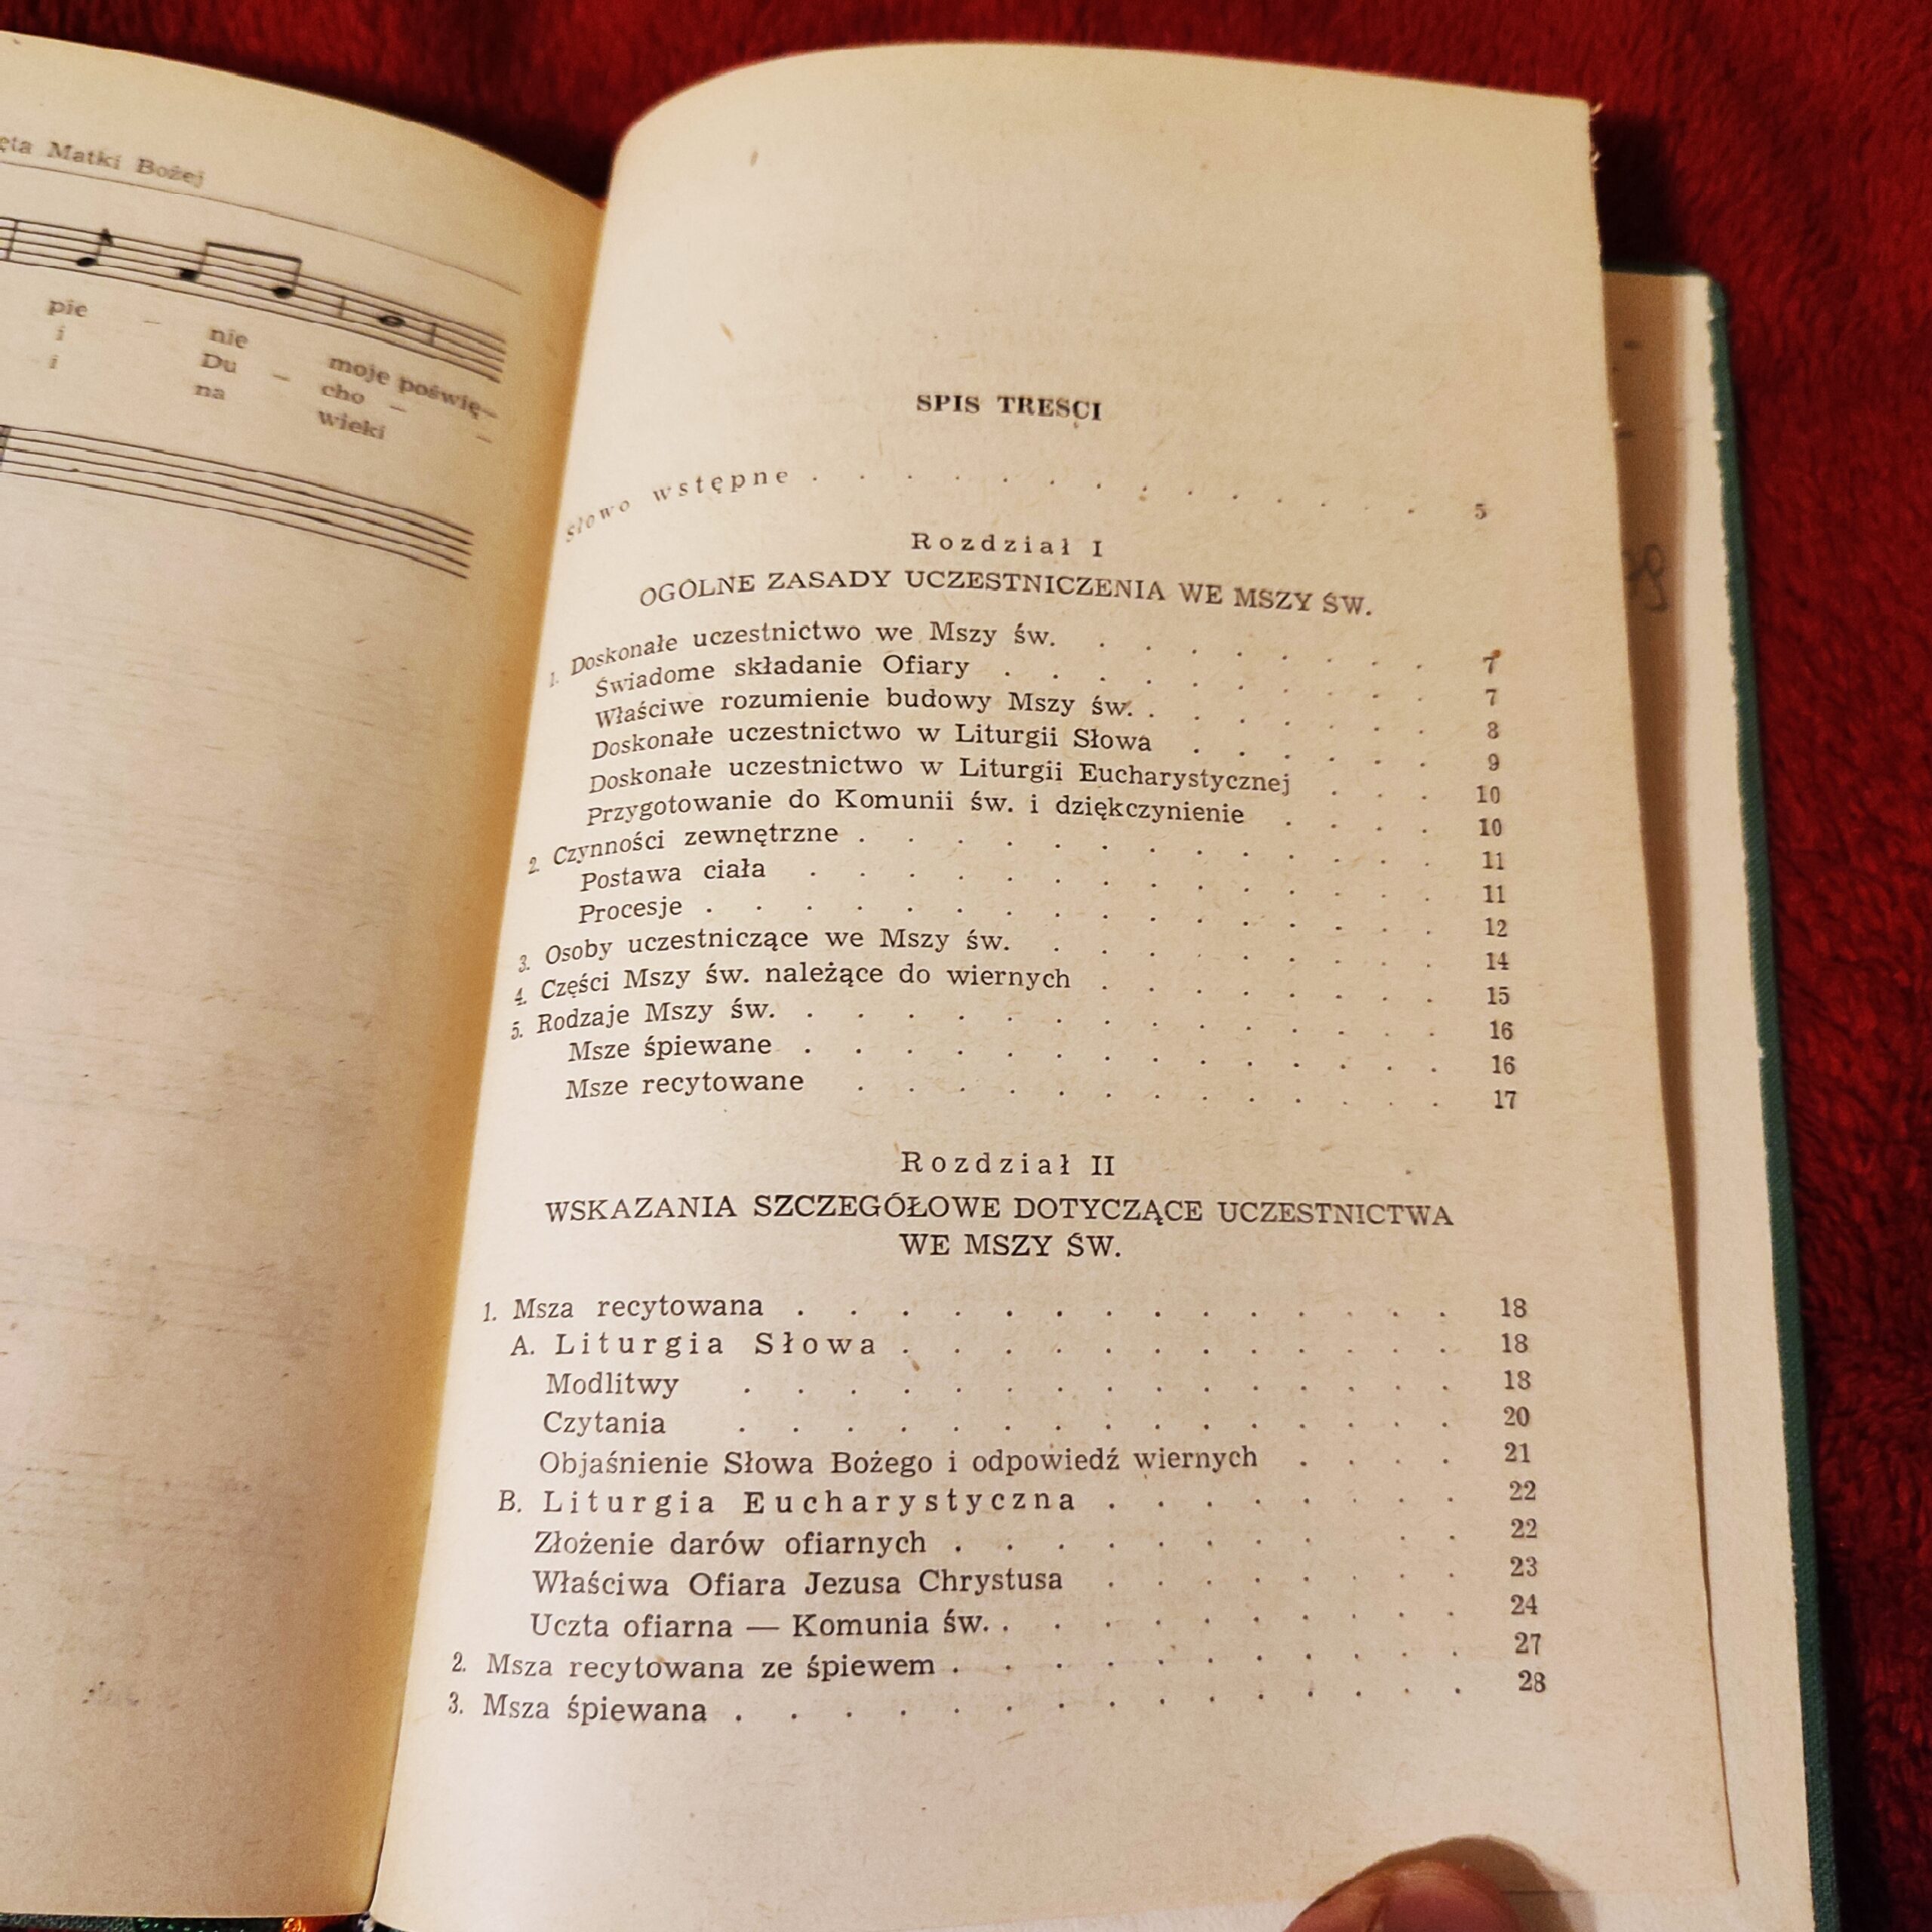 Matki Bożej
pie – nie moje poświę–
i Du – cho –
i na wieki –
SPIS TREŚCI
Słowo wstępne . . . . . . . . . . . . . 5
Rozdział I
OGÓLNE ZASADY UCZESTNICZENIA WE MSZY ŚW.
1. Doskonałe uczestnictwo we Mszy św. . . . . . . . . 7
Świadome składanie Ofiary . . . . . . . . . . 7
Właściwe rozumienie budowy Mszy św. . . . . . . . 8
Doskonałe uczestnictwo w Liturgii Słowa . . . . . . 9
Doskonałe uczestnictwo w Liturgii Eucharystycznej . . . 10
Przygotowanie do Komunii św. i dziękczynienie . . . . 10
2. Czynności zewnętrzne . . . . . . . . . . . . . 11
Postawa ciała . . . . . . . . . . . . . 11
Procesje . . . . . . . . . . . . . . . 12
3. Osoby uczestniczące we Mszy św. . . . . . . . . . 14
4. Części Mszy św. należące do wiernych . . . . . . . . 15
5. Rodzaje Mszy św. . . . . . . . . . . . . . . 16
Msze śpiewane . . . . . . . . . . . . . . 16
Msze recytowane . . . . . . . . . . . . . 17
Rozdział II
WSKAZANIA SZCZEGÓŁOWE DOTYCZĄCE UCZESTNICTWA
WE MSZY ŚW.
1. Msza recytowana . . . . . . . . . . . . . . 18
A. Liturgia Słowa . . . . . . . . . . . . 18
Modlitwy . . . . . . . . . . . . . . . 18
Czytania . . . . . . . . . . . . . . . 20
Objaśnienie Słowa Bożego i odpowiedź wiernych . . . . 21
B. Liturgia Eucharystyczna . . . . . . . . 22
Złożenie darów ofiarnych . . . . . . . . . 22
Właściwa Ofiara Jezusa Chrystusa . . . . . . . . 23
Uczta ofiarna — Komunia św. . . . . . . . . . . 24
2. Msza recytowana ze śpiewem . . . . . . . . . . . 27
3. Msza śpiewana . . . . . . . . . . . . . . . 28